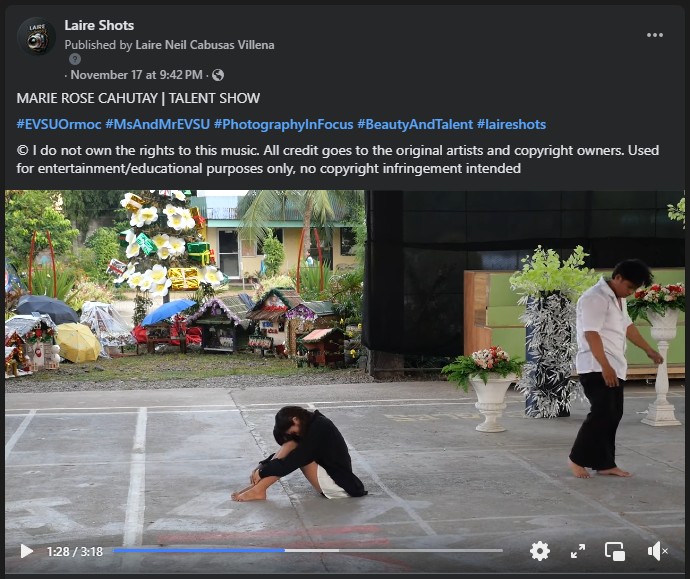 LAIRE
Laire Shots
Published by Laire Neil Cabusas Villena
?
· November 17 at 9:42 PM ·
MARIE ROSE CAHUTAY | TALENT SHOW
#EVSUOrmoc #MsAndMrEVSU #PhotographyInFocus #BeautyAndTalent #laireshots
© I do not own the rights to this music. All credit goes to the original artists and copyright owners. Used
for entertainment/educational purposes only, no copyright infringement intended
1:28 / 3:18